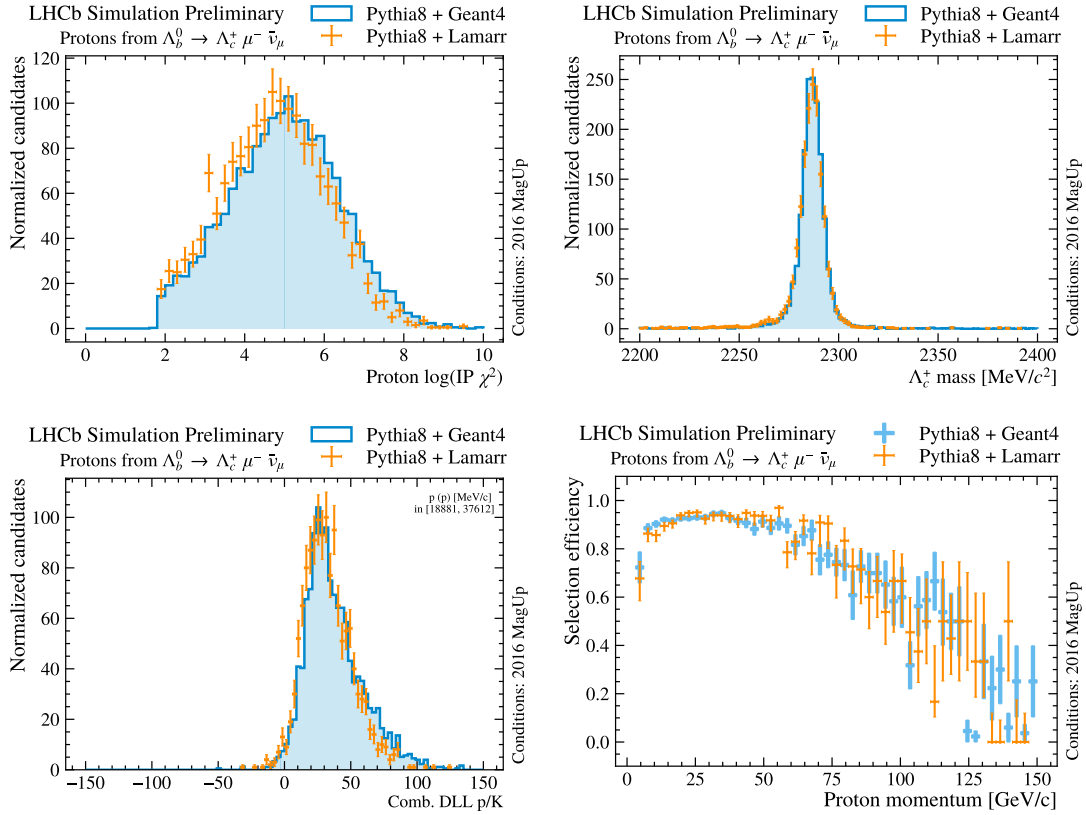 LHCb Simulation Preliminary
Protons from Λ_b^0 → Λ_c^+ μ^- ν̄_μ
Pythia8 + Geant4
Pythia8 + Lamarr
Normalized candidates
120
100
80
60
40
20
0
0 2 4 6 8 10
Proton log(IP χ^2)
Conditions: 2016 MagUp
LHCb Simulation Preliminary
Protons from Λ_b^0 → Λ_c^+ μ^- ν̄_μ
Pythia8 + Geant4
Pythia8 + Lamarr
Normalized candidates
250
200
150
100
50
0
2200 2250 2300 2350 2400
Λ_c^+ mass [MeV/c^2]
Conditions: 2016 MagUp
LHCb Simulation Preliminary
Protons from Λ_b^0 → Λ_c^+ μ^- ν̄_μ
Pythia8 + Geant4
Pythia8 + Lamarr
p (p) [MeV/c]
in [18881, 37612]
Normalized candidates
100
80
60
40
20
0
−150 −100 −50 0 50 100 150
Comb. DLL p/K
Conditions: 2016 MagUp
LHCb Simulation Preliminary
Protons from Λ_b^0 → Λ_c^+ μ^- ν̄_μ
Pythia8 + Geant4
Pythia8 + Lamarr
Selection efficiency
1.0
0.8
0.6
0.4
0.2
0.0
0 25 50 75 100 125 150
Proton momentum [GeV/c]
Conditions: 2016 MagUp